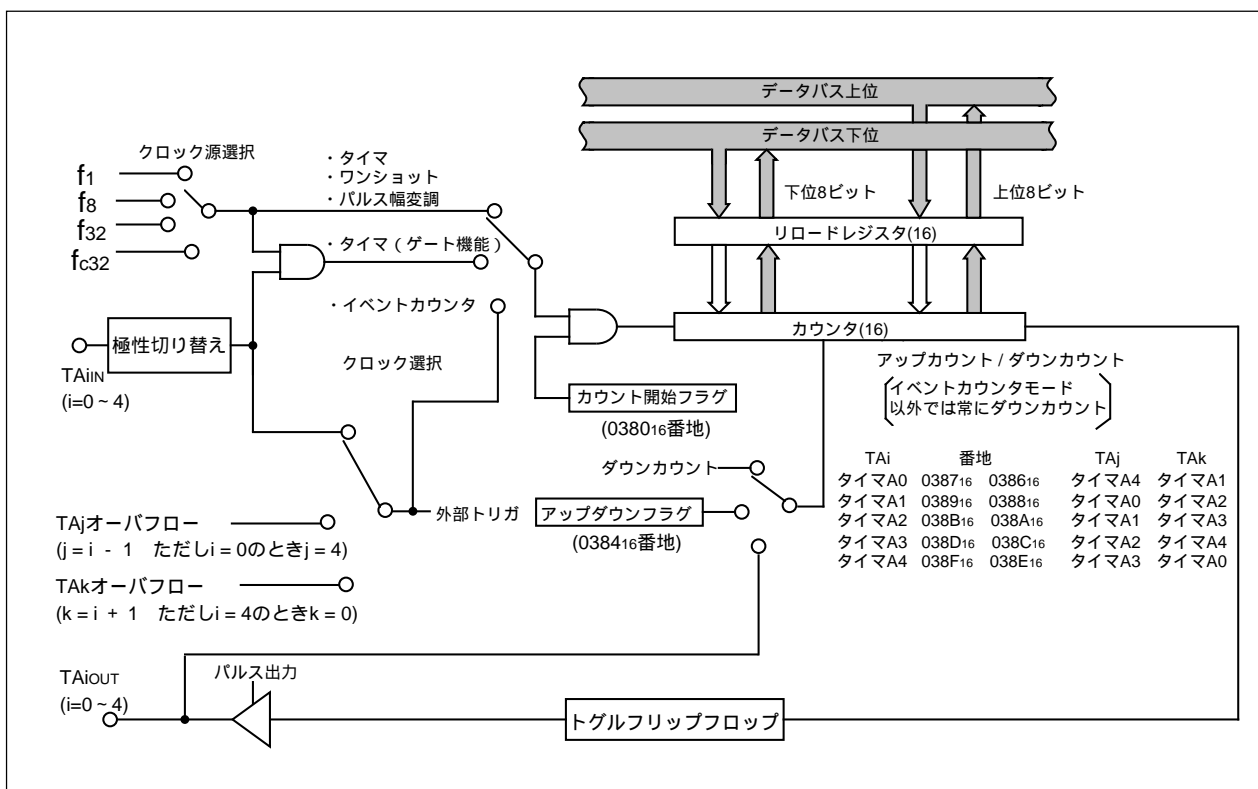 データバス上位
データバス下位
下位8ビット
上位8ビット
リロードレジスタ(16)
カウンタ(16)
クロック源選択
f1
f8
f32
fC32
・タイマ
・ワンショット
・パルス幅変調
・タイマ(ゲート機能)
・イベントカウンタ
クロック選択
極性切り替え
TAiIN
(i=0 ~ 4)
カウント開始フラグ
(038016番地)
アップカウント / ダウンカウント
イベントカウンタモード
以外では常にダウンカウント
ダウンカウント
アップダウンフラグ
(038416番地)
外部トリガ
TAjオーバフロー
(j = i - 1 ただしi = 0のときj = 4)
TAkオーバフロー
(k = i + 1 ただしi = 4のときk = 0)
TAi 番地 TAj TAk
タイマA0 038716 038616 タイマA4 タイマA1
タイマA1 038916 038816 タイマA0 タイマA2
タイマA2 038B16 038A16 タイマA1 タイマA3
タイマA3 038D16 038C16 タイマA2 タイマA4
タイマA4 038F16 038E16 タイマA3 タイマA0
TAiOUT
(i=0 ~ 4)
パルス出力
トグルフリップフロップ